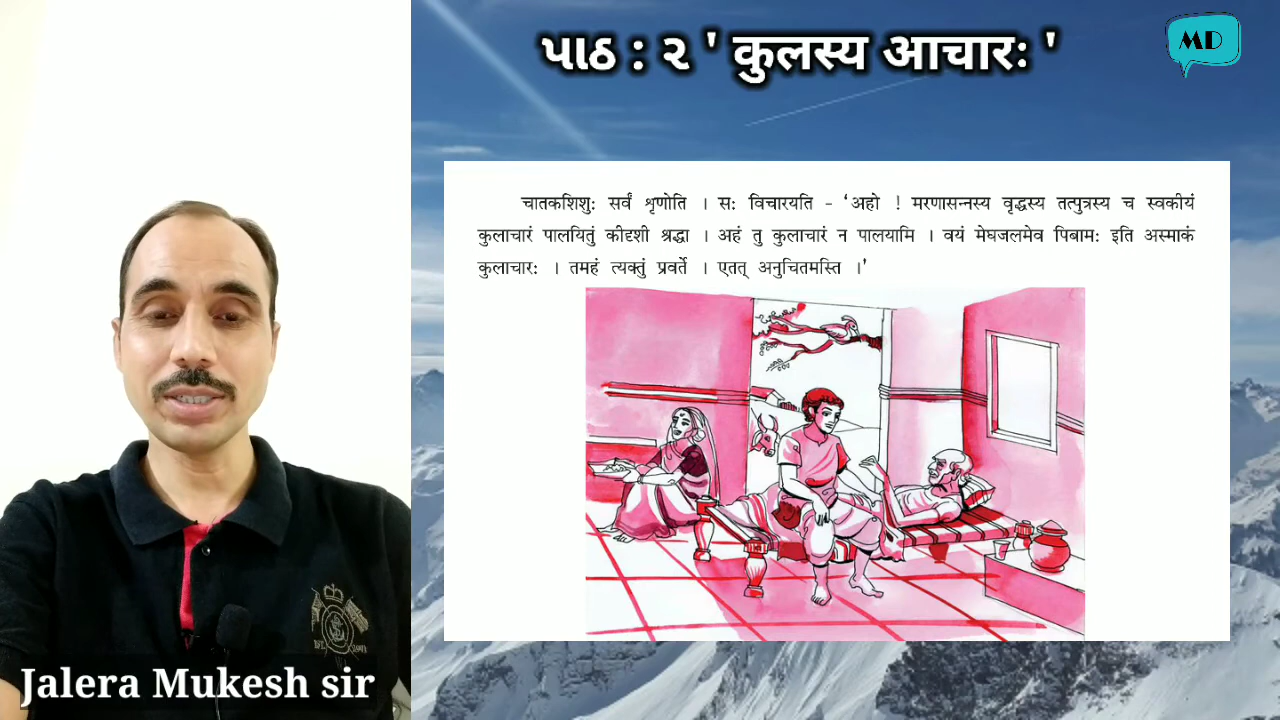 પાઠ : ૨ ' कुलस्य आचारः '
MD
चातकशिशुः सर्वं शृणोति । सः विचारयति - ‘अहो ! मरणासन्नस्य वृद्धस्य तत्पुत्रस्य च स्वकीयं
कुलाचारं पालयितुं कीदृशी श्रद्धा । अहं तु कुलाचारं न पालयामि । वयं मेघजलमेव पिबामः इति अस्माकं
कुलाचारः । तमहं त्यक्तुं प्रवर्ते । एतत् अनुचितमस्ति ।'
Jalera Mukesh sir